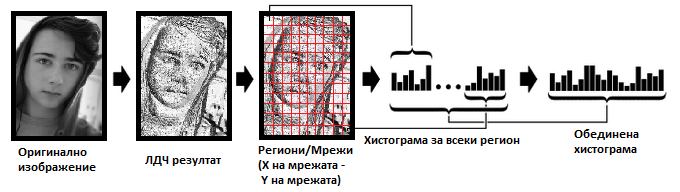 Оригинално
изображение
ЛДЧ резултат
Региони/Мрежи
(X на мрежата -
Y на мрежата)
Хистограма за всеки регион
Обединена
хистограма